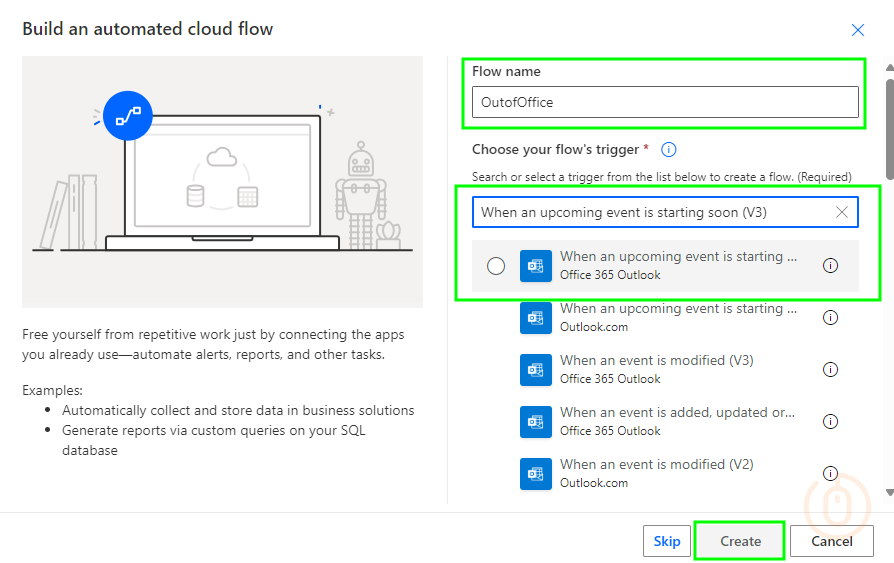 Build an automated cloud flow
Free yourself from repetitive work just by connecting the apps
you already use—automate alerts, reports, and other tasks.
Examples:
• Automatically collect and store data in business solutions
• Generate reports via custom queries on your SQL
database
Flow name
OutofOffice
Choose your flow's trigger *
Search or select a trigger from the list below to create a flow. (Required)
When an upcoming event is starting soon (V3)
When an upcoming event is starting ...
Office 365 Outlook
When an upcoming event is starting ...
Outlook.com
When an event is modified (V3)
Office 365 Outlook
When an event is added, updated or...
Office 365 Outlook
When an event is modified (V2)
Outlook.com
Skip
Create
Cancel